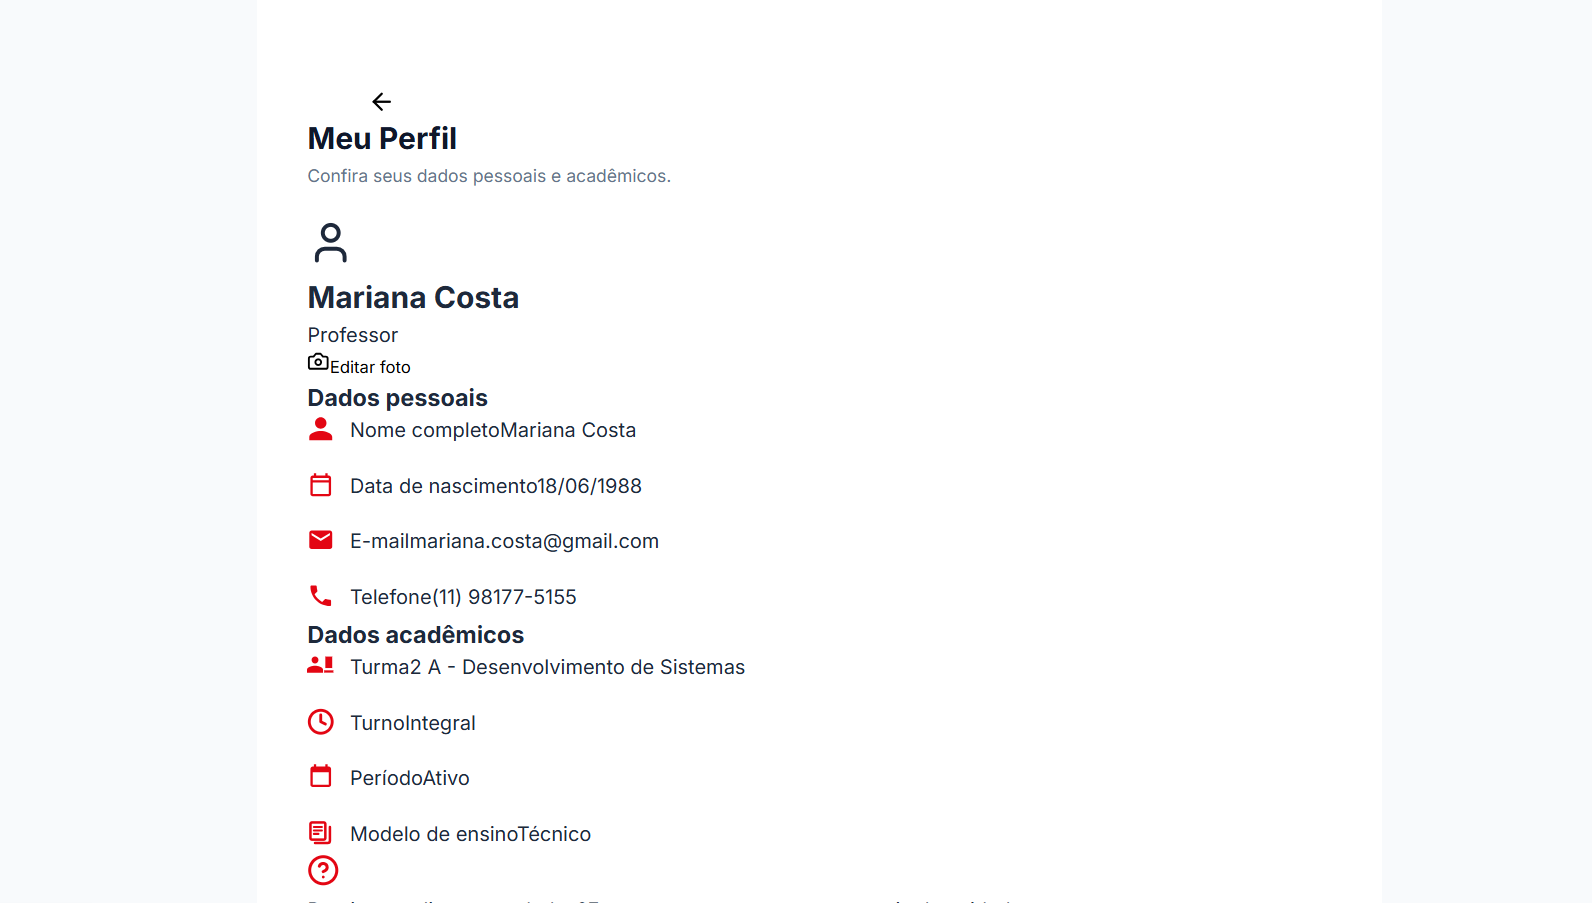 Meu Perfil
Confira seus dados pessoais e acadêmicos.
Mariana Costa
Professor
Editar foto
Dados pessoais
Nome completoMariana Costa
Data de nascimento18/06/1988
E-mailmariana.costa@gmail.com
Telefone(11) 98177-5155
Dados acadêmicos
Turma2 A - Desenvolvimento de Sistemas
TurnoIntegral
PeríodoAtivo
Modelo de ensinoTécnico